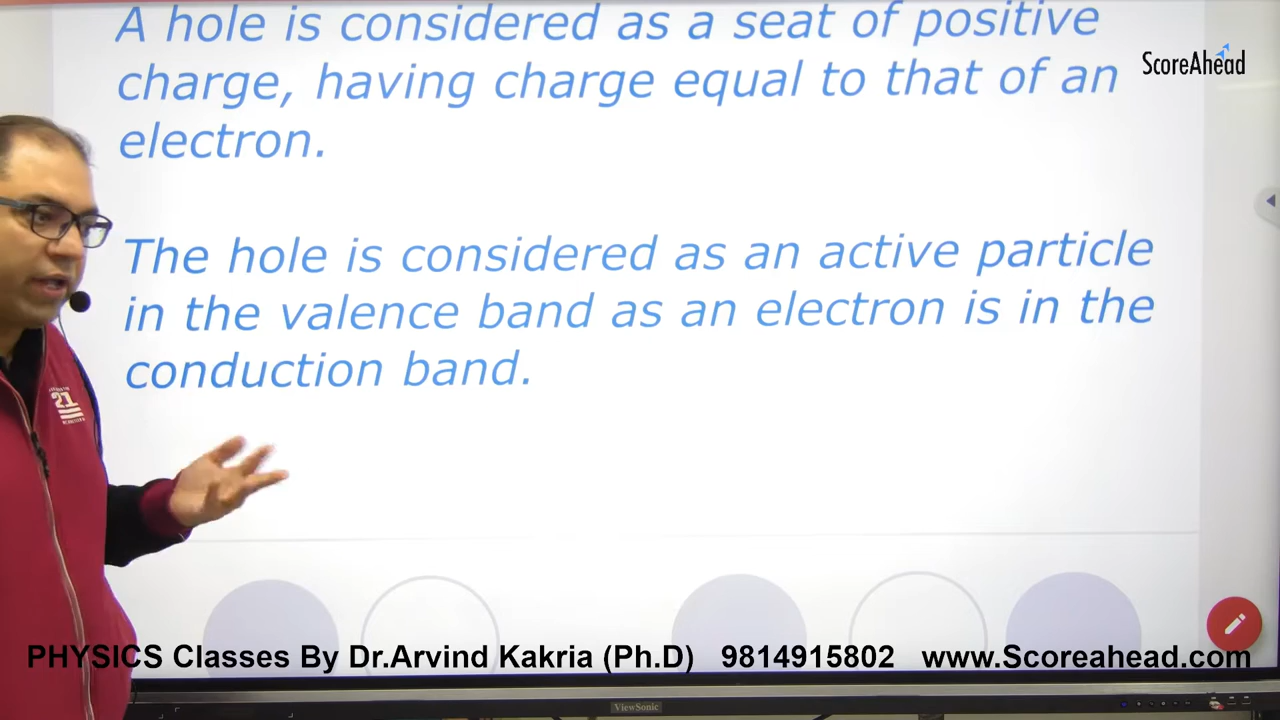 A hole is considered as a seat of positive
charge, having charge equal to that of an
electron.
The hole is considered as an active particle
in the valence band as an electron is in the
conduction band.
ScoreAhead
21
PHYSICS Classes By Dr.Arvind Kakria (Ph.D) 9814915802 www.Scoreahead.com
ViewSonic